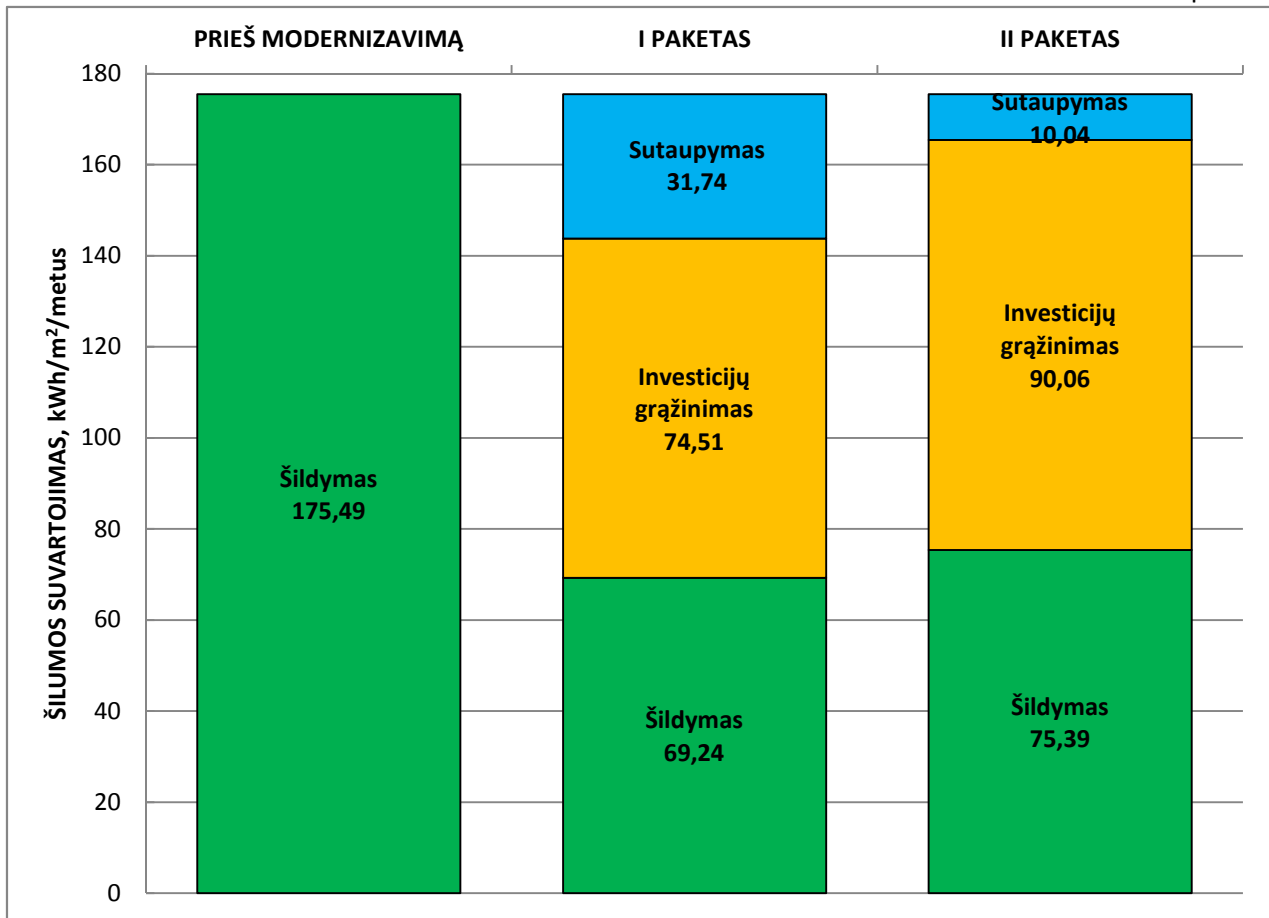 PRIEŠ MODERNIZAVIMĄ
I PAKETAS
II PAKETAS
ŠILUMOS SUVARTOJIMAS, kWh/m²/metus
180
160
140
120
100
80
60
40
20
0
Šildymas
175,49
Sutaupymas
31,74
Investicijų
grąžinimas
74,51
Šildymas
69,24
Sutaupymas
10,04
Investicijų
grąžinimas
90,06
Šildymas
75,39